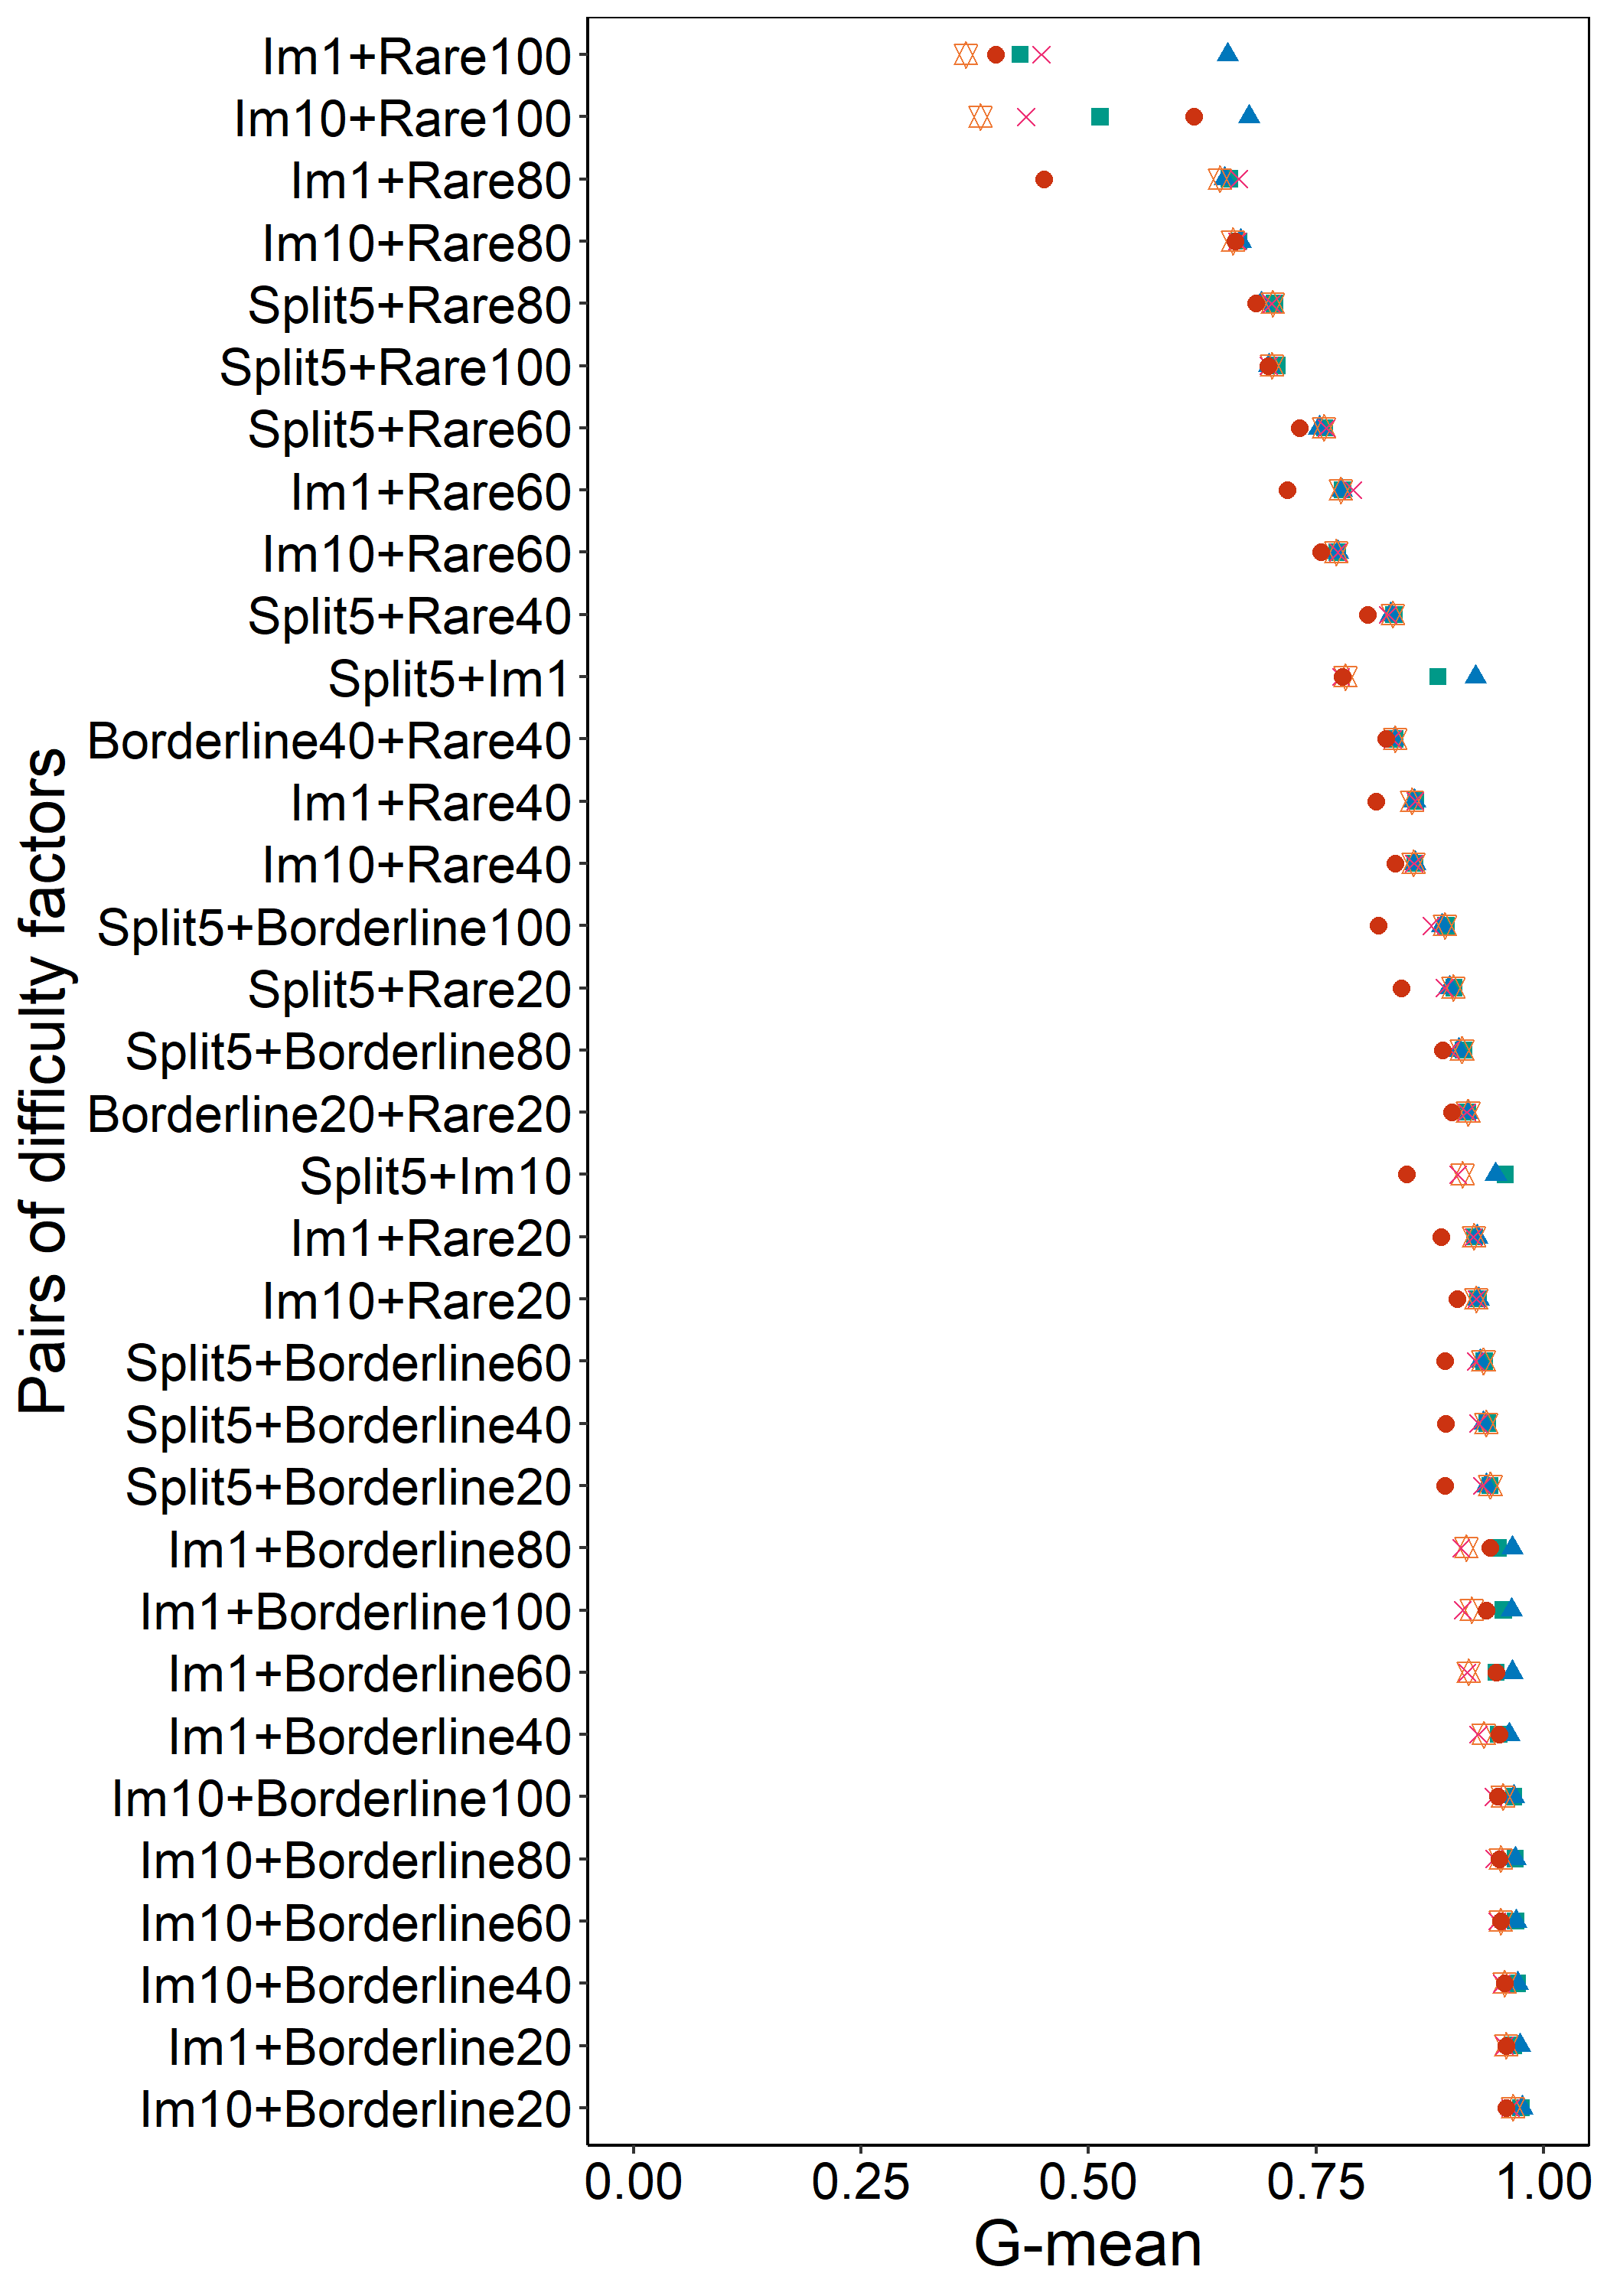 Im1+Rare100
Im10+Rare100
Im1+Rare80
Im10+Rare80
Split5+Rare80
Split5+Rare100
Split5+Rare60
Im1+Rare60
Im10+Rare60
Split5+Rare40
Split5+Im1
Borderline40+Rare40
Im1+Rare40
Im10+Rare40
Split5+Borderline100
Split5+Rare20
Split5+Borderline80
Borderline20+Rare20
Split5+Im10
Im1+Rare20
Im10+Rare20
Split5+Borderline60
Split5+Borderline40
Split5+Borderline20
Im1+Borderline80
Im1+Borderline100
Im1+Borderline60
Im1+Borderline40
Im10+Borderline100
Im10+Borderline80
Im10+Borderline60
Im10+Borderline40
Im1+Borderline20
Im10+Borderline20
Pairs of difficulty factors
0.00 0.25 0.50 0.75 1.00
G-mean